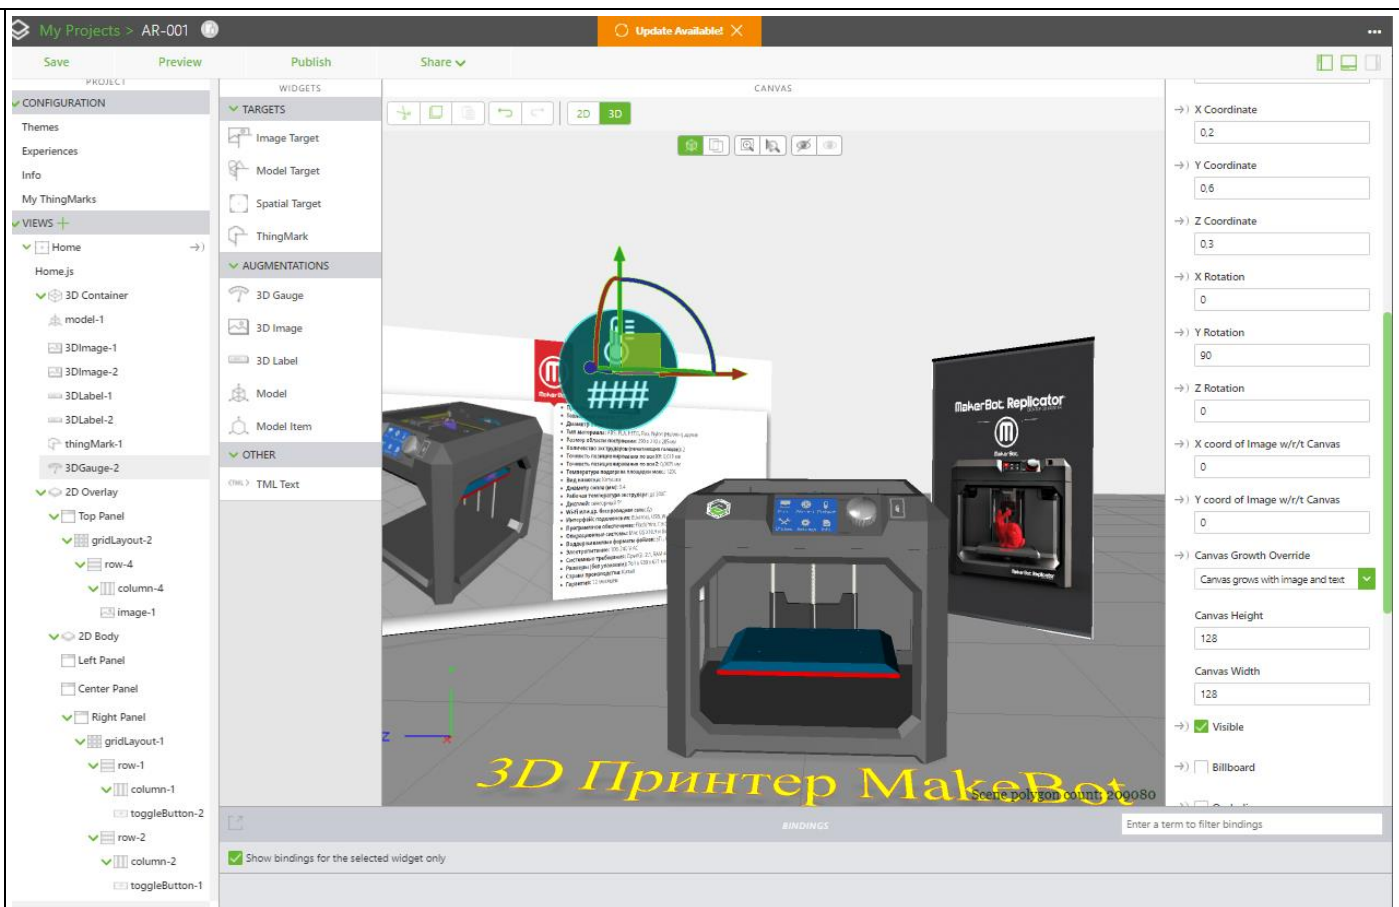 My Projects > AR-001
Update Available!
Save
Preview
Publish
Share
PROJECT
CONFIGURATION
Themes
Experiences
Info
My ThingMarks
VIEWS
Home
Home.js
3D Container
model-1
3DImage-1
3DImage-2
3DLabel-1
3DLabel-2
thingMark-1
3DGauge-2
2D Overlay
Top Panel
gridLayout-2
row-4
column-4
image-1
2D Body
Left Panel
Center Panel
Right Panel
gridLayout-1
row-1
column-1
toggleButton-2
row-2
column-2
toggleButton-1
WIDGETS
TARGETS
Image Target
Model Target
Spatial Target
ThingMark
AUGMENTATIONS
3D Gauge
3D Image
3D Label
Model
Model Item
OTHER
TML Text
CANVAS
2D
3D
###
MakerBot Replicator
MakerBot
3D Принтер MakeBot
Scene polygon count: 209080
X Coordinate
0,2
Y Coordinate
0,6
Z Coordinate
0,3
X Rotation
0
Y Rotation
90
Z Rotation
0
X coord of Image w/r/t Canvas
0
Y coord of Image w/r/t Canvas
0
Canvas Growth Override
Canvas grows with image and text
Canvas Height
128
Canvas Width
128
Visible
Billboard
BINDINGS
Enter a term to filter bindings
Show bindings for the selected widget only